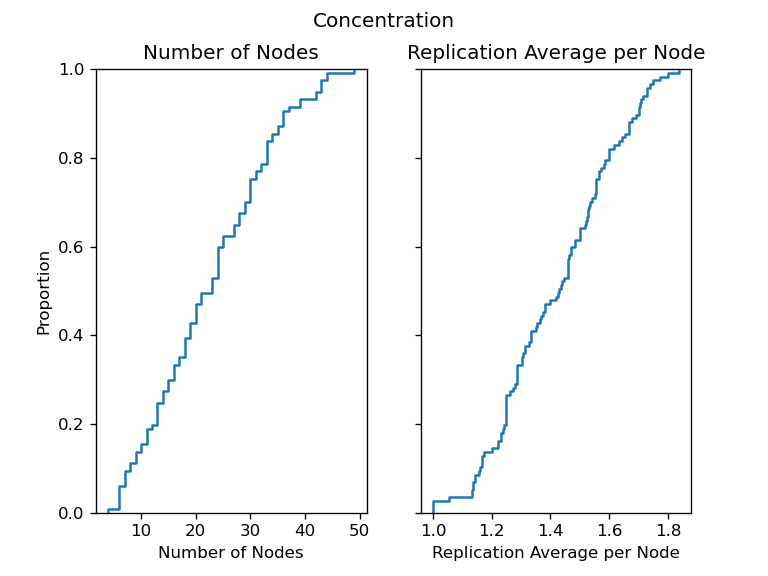 Concentration
Number of Nodes
Replication Average per Node
1.0
0.8
0.6
0.4
0.2
0.0
Proportion
10 20 30 40 50
1.0 1.2 1.4 1.6 1.8
Number of Nodes
Replication Average per Node